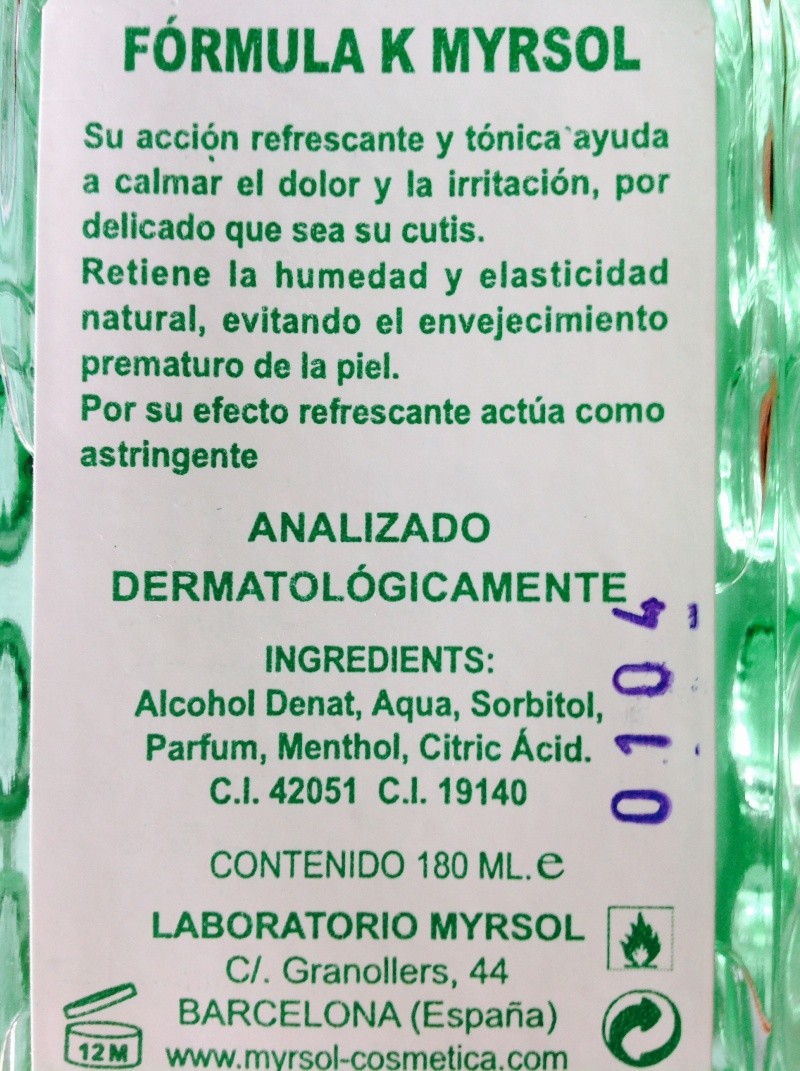 FÓRMULA K MYRSOL
Su acción refrescante y tónica ayuda
a calmar el dolor y la irritación, por
delicado que sea su cutis.
Retiene la humedad y elasticidad
natural, evitando el envejecimiento
prematuro de la piel.
Por su efecto refrescante actúa como
astringente
ANALIZADO
DERMATOLÓGICAMENTE
INGREDIENTS:
Alcohol Denat, Aqua, Sorbitol,
Parfum, Menthol, Citric Ácid.
C.I. 42051 C.I. 19140
0104
CONTENIDO 180 ML. e
LABORATORIO MYRSOL
C/. Granollers, 44
BARCELONA (España)
12 M
www.myrsol-cosmetica.com